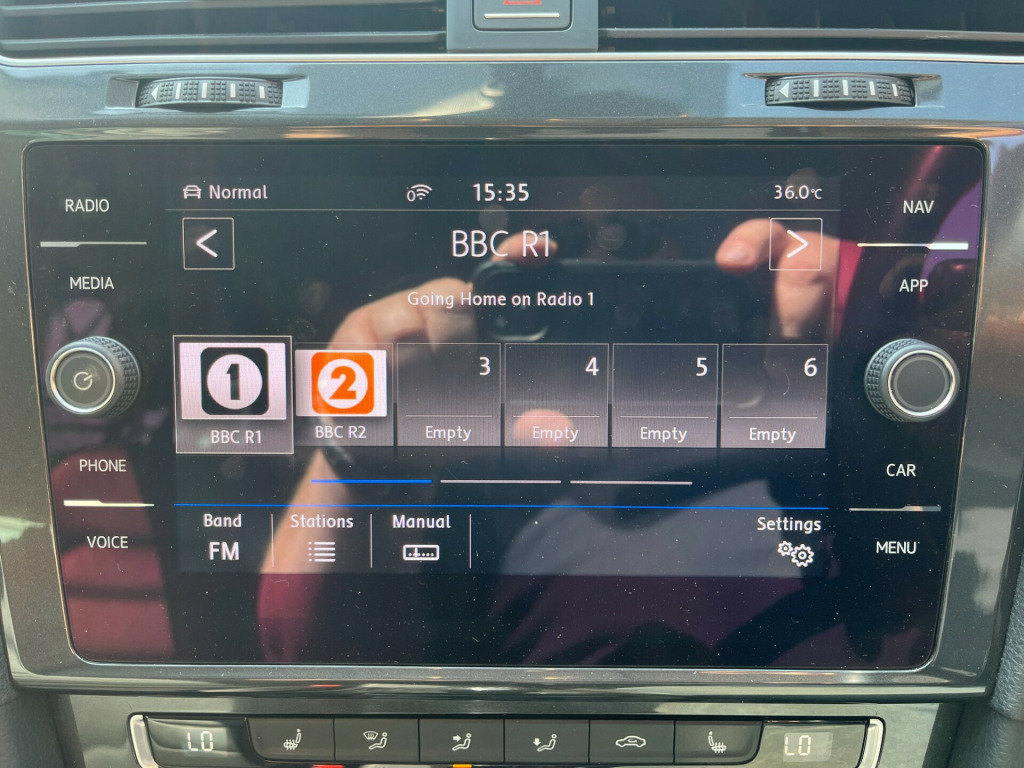 RADIO
MEDIA
PHONE
VOICE
Normal 15:35 36.0°C
BBC R1
Going Home on Radio 1
1 2 3 4 5 6
BBC R1 BBC R2 Empty Empty Empty Empty
Band Stations Manual Settings
FM
NAV
APP
CAR
MENU
LO LO